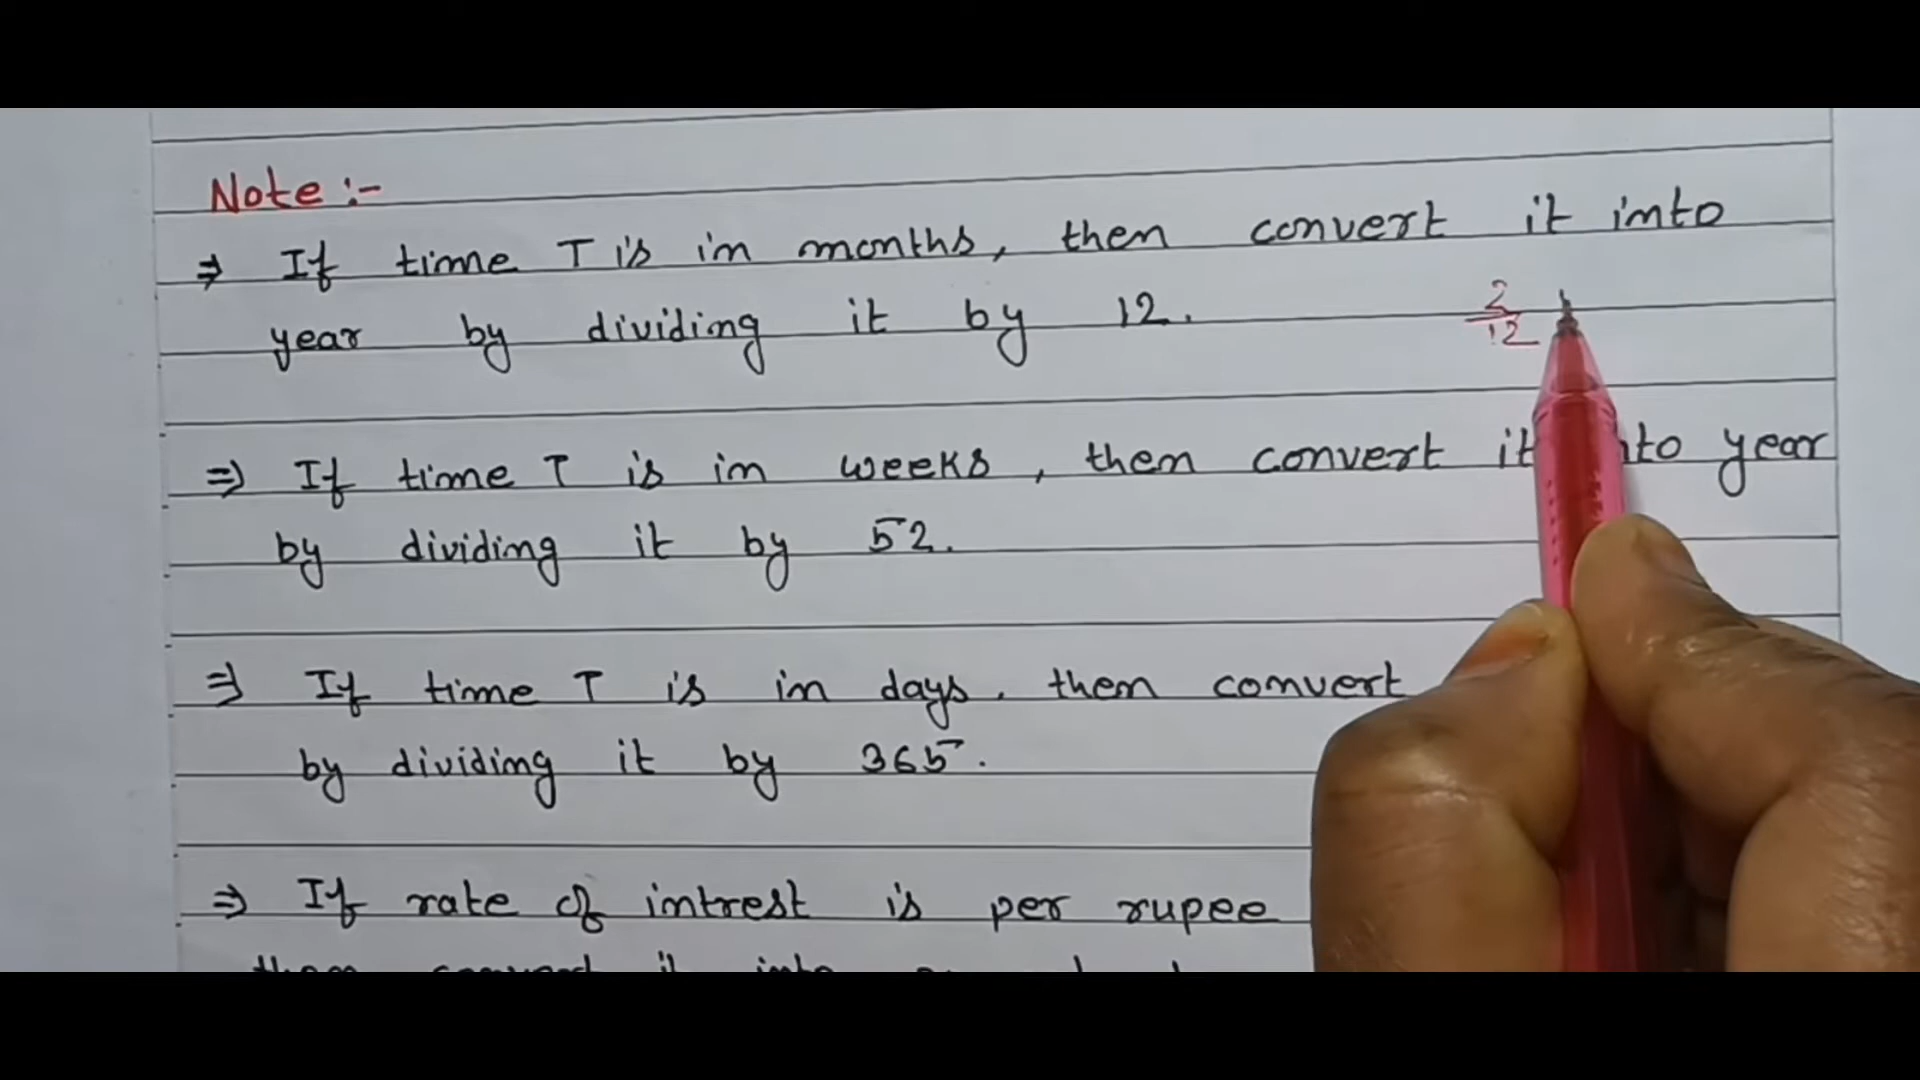 Note :-
⇒ If time T is in months, then convert it into
year by dividing it by 12. 2/12
⇒ If time T is in weeks, then convert it into year
by dividing it by 52.
⇒ If time T is in days. then convert
by dividing it by 365.
⇒ If rate of intrest is per rupee